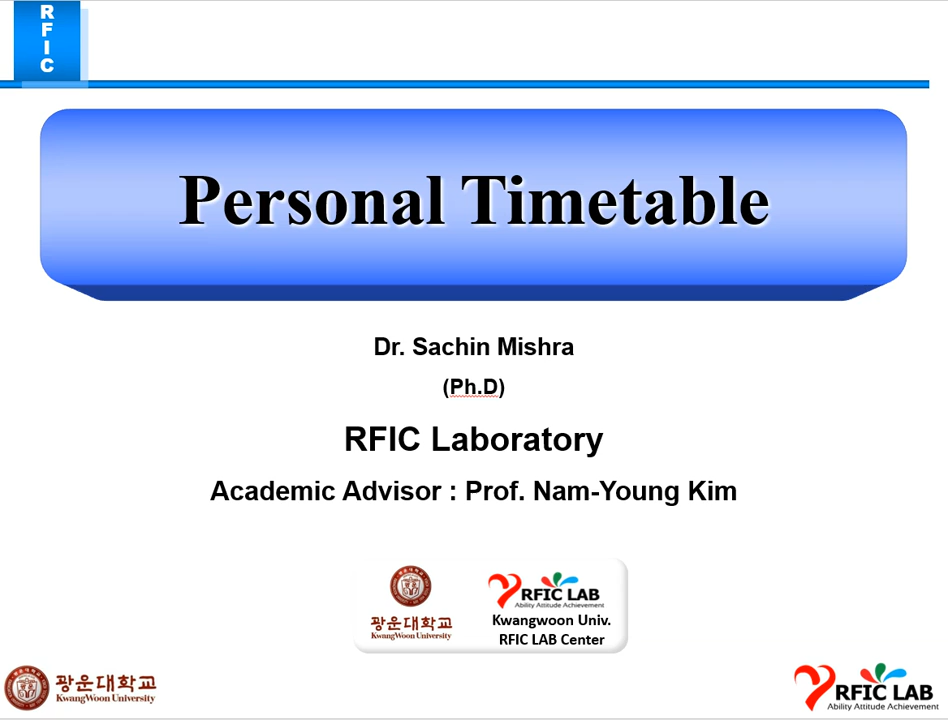 R
F
I
C
Personal Timetable
Dr. Sachin Mishra
(Ph.D)
RFIC Laboratory
Academic Advisor : Prof. Nam-Young Kim
광운대학교
KwangWoon University
RFIC LAB
Ability Attitude Achievement
Kwangwoon Univ.
RFIC LAB Center
광운대학교
KwangWoon University
RFIC LAB
Ability Attitude Achievement